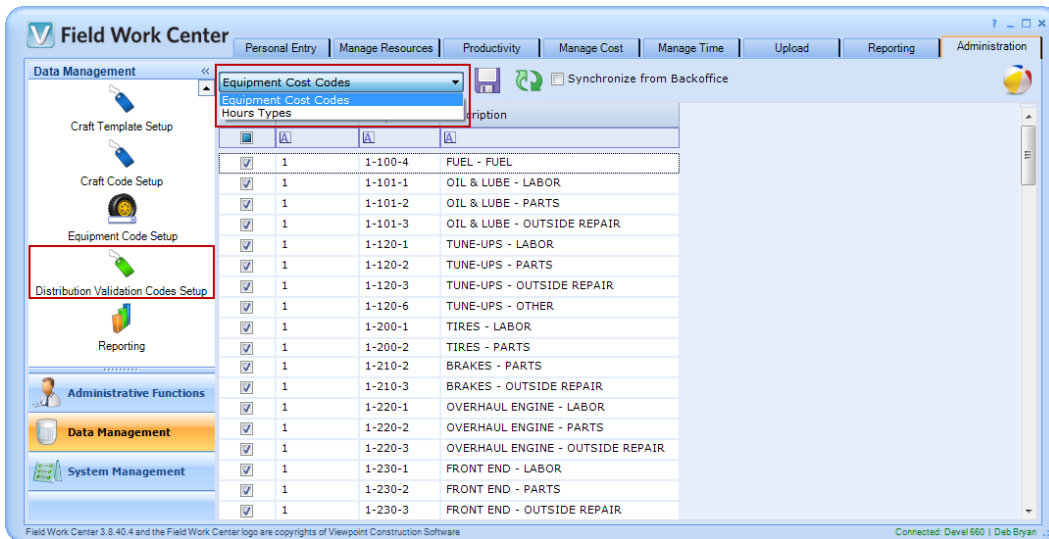 Field Work Center
Personal Entry Manage Resources Productivity Manage Cost Manage Time Upload Reporting Administration
Data Management
Equipment Cost Codes
Synchronize from Backoffice
Equipment Cost Codes
Hours Types
cription
Craft Template Setup
Craft Code Setup
Equipment Code Setup
Distribution Validation Codes Setup
Reporting
Administrative Functions
Data Management
System Management
A A A
1 1-100-4 FUEL - FUEL
1 1-101-1 OIL & LUBE - LABOR
1 1-101-2 OIL & LUBE - PARTS
1 1-101-3 OIL & LUBE - OUTSIDE REPAIR
1 1-120-1 TUNE-UPS - LABOR
1 1-120-2 TUNE-UPS - PARTS
1 1-120-3 TUNE-UPS - OUTSIDE REPAIR
1 1-120-6 TUNE-UPS - OTHER
1 1-200-1 TIRES - LABOR
1 1-200-2 TIRES - PARTS
1 1-210-2 BRAKES - PARTS
1 1-210-3 BRAKES - OUTSIDE REPAIR
1 1-220-1 OVERHAUL ENGINE - LABOR
1 1-220-2 OVERHAUL ENGINE - PARTS
1 1-220-3 OVERHAUL ENGINE - OUTSIDE REPAIR
1 1-230-1 FRONT END - LABOR
1 1-230-2 FRONT END - PARTS
1 1-230-3 FRONT END - OUTSIDE REPAIR
Field Work Center 3.8.40.4 and the Field Work Center logo are copyrights of Viewpoint Construction Software
Connected: Devel 660 | Deb Bryan